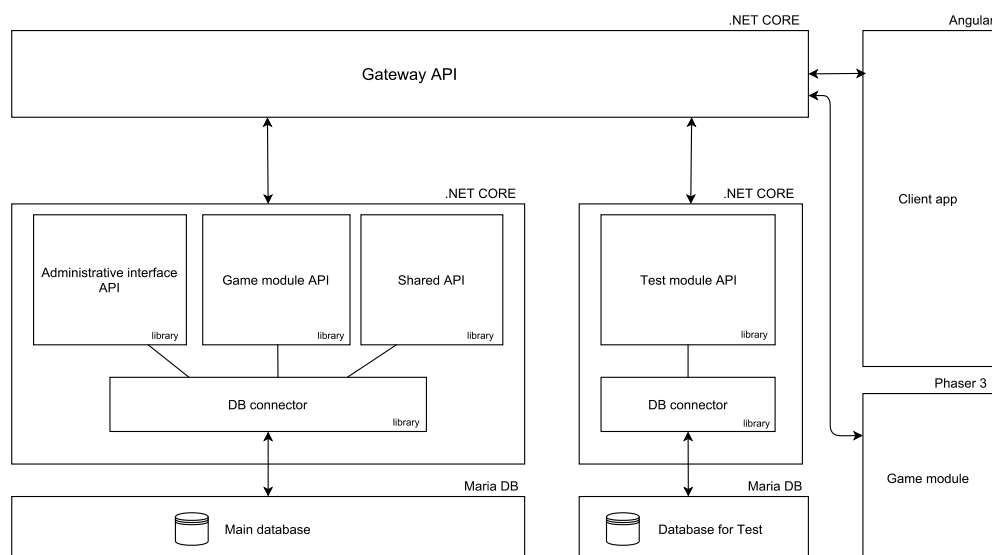 .NET CORE
Angular
Gateway API
Client app
.NET CORE
.NET CORE
Administrative interface
API
library
Game module API
library
Shared API
library
Test module API
library
DB connector
library
DB connector
library
Phaser 3
Game module
Maria DB
Maria DB
Main database
Database for Test